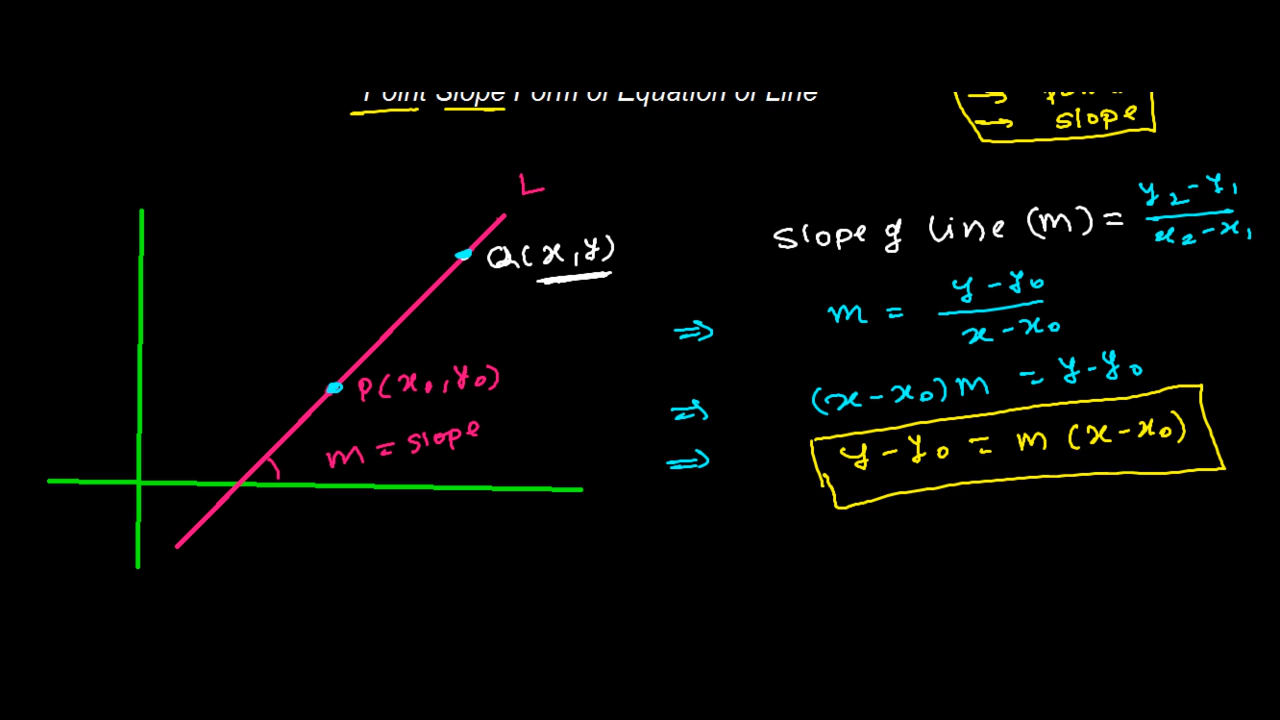 Point Slope Form of Equation of Line
→
→ slope
L
Slope of line (m) = y₂-y₁ / x₂-x₁
Q(x,y)
⇒ m = y-y₀ / x-x₀
P(x₀,y₀)
⇒ (x-x₀)m = y-y₀
m = slope
⇒ y-y₀ = m (x-x₀)